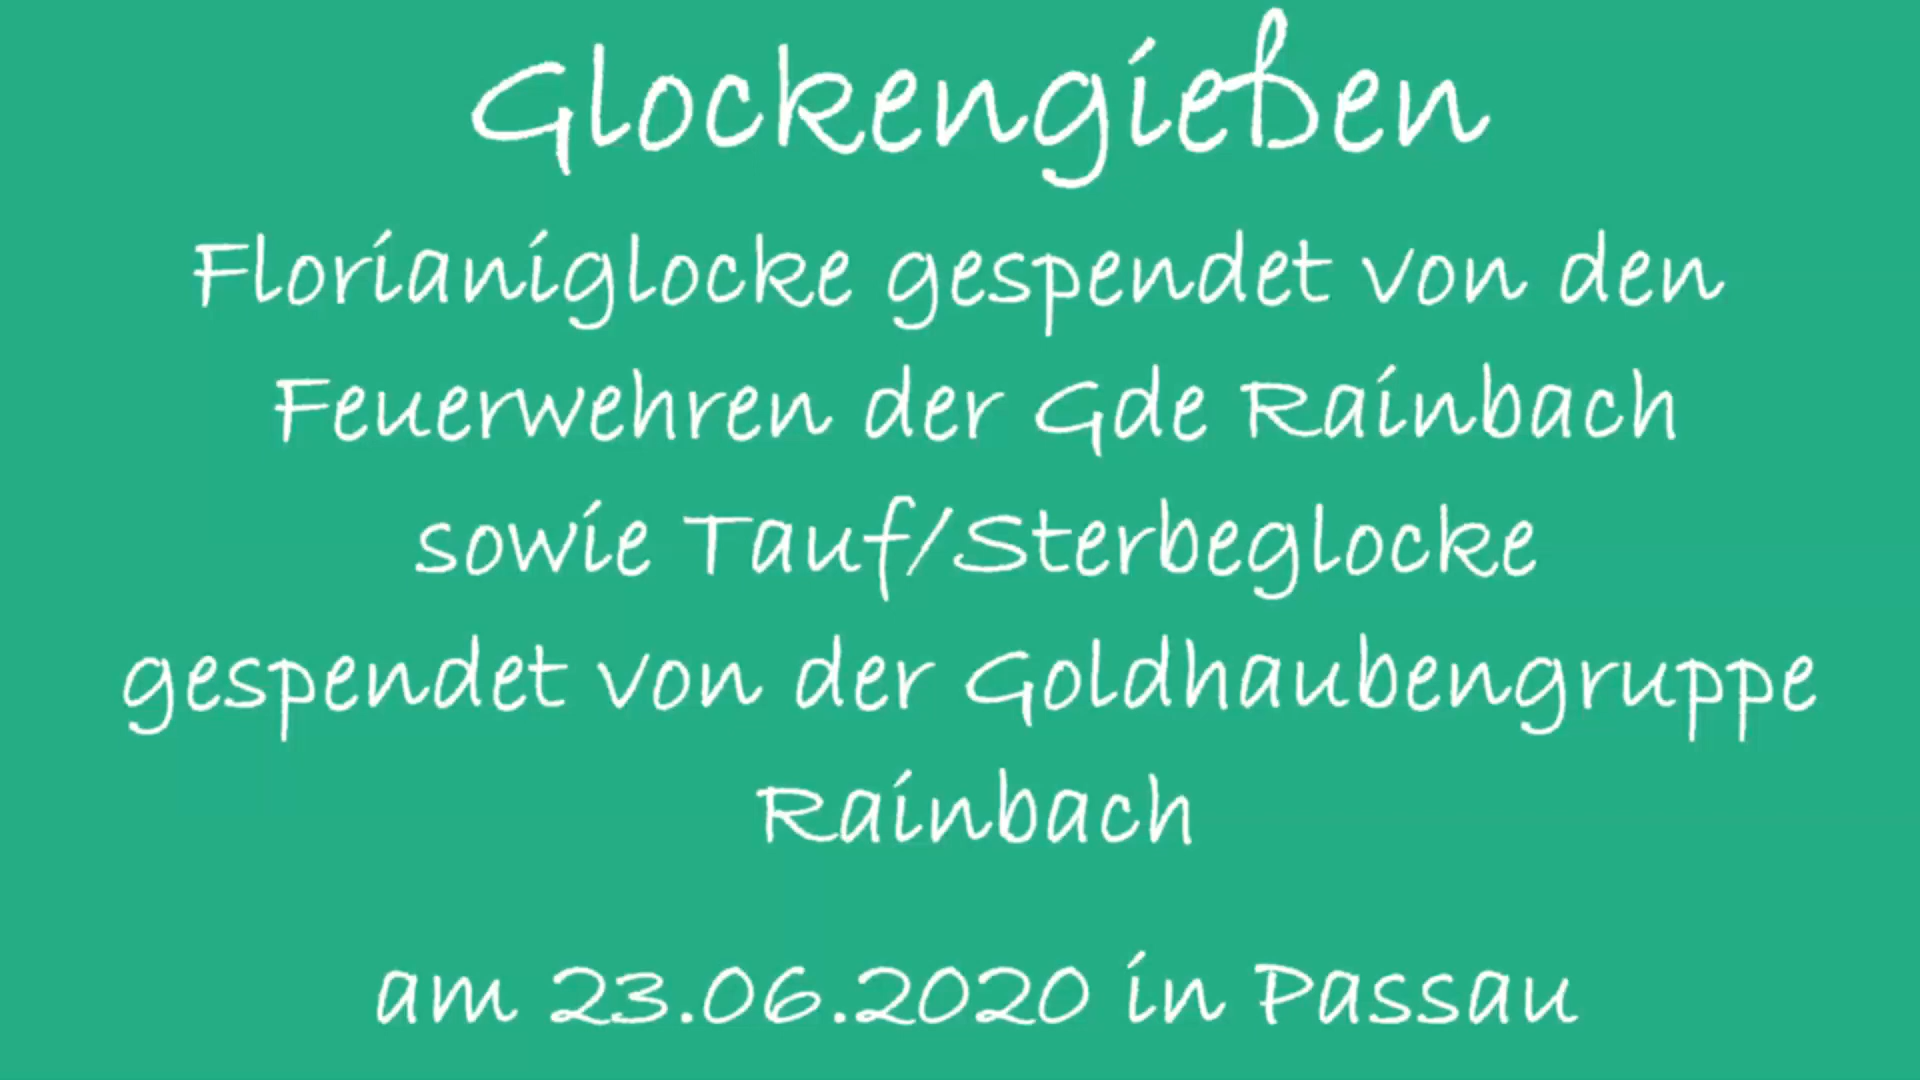 Glockengießen
Florianiglocke gespendet von den
Feuerwehren der Gde Rainbach
sowie Tauf/Sterbeglocke
gespendet von der Goldhaubengruppe
Rainbach
am 23.06.2020 in Passau